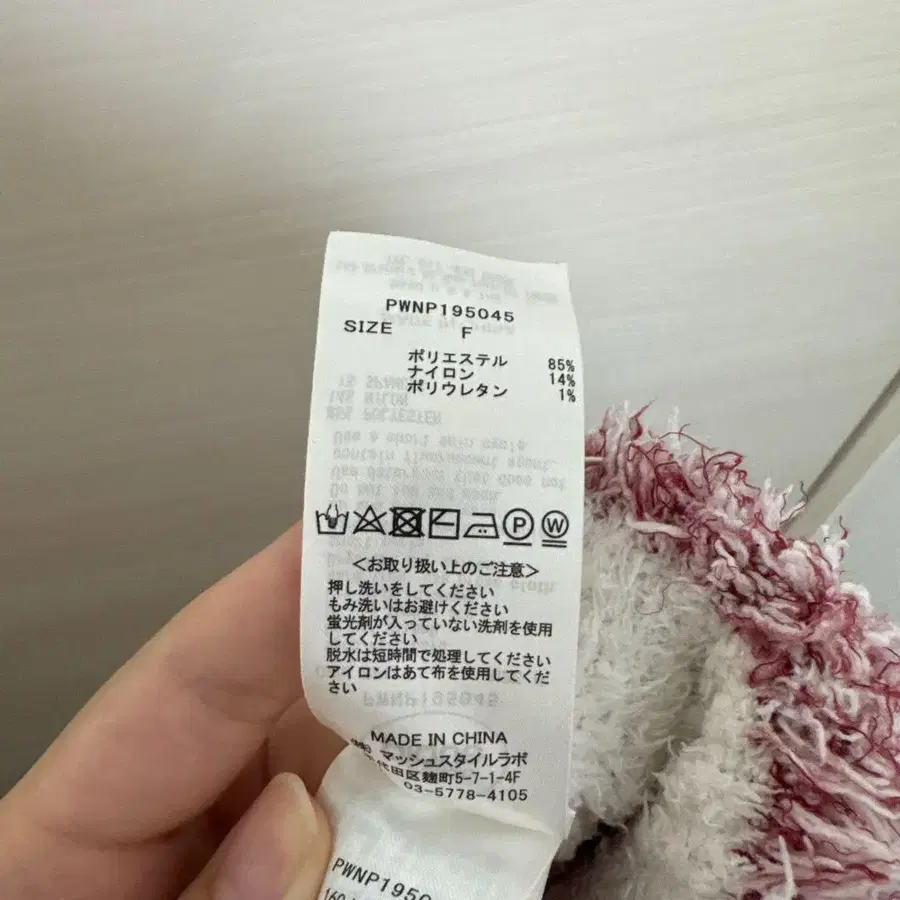 PWNP195045
SIZE F
ポリエステル 85%
ナイロン 14%
ポリウレタン 1%
P W
<お取り扱い上のご注意>
押し洗いをしてください
もみ洗いはお避けください
蛍光剤が入っていない洗剤を使用
してください
脱水は短時間で処理してください
アイロンはあて布を使用してくだ
さい
MADE IN CHINA
㈱ マッシュスタイルラボ
代田区麹町5-7-1-4F
03-5778-4105
PWNP1950